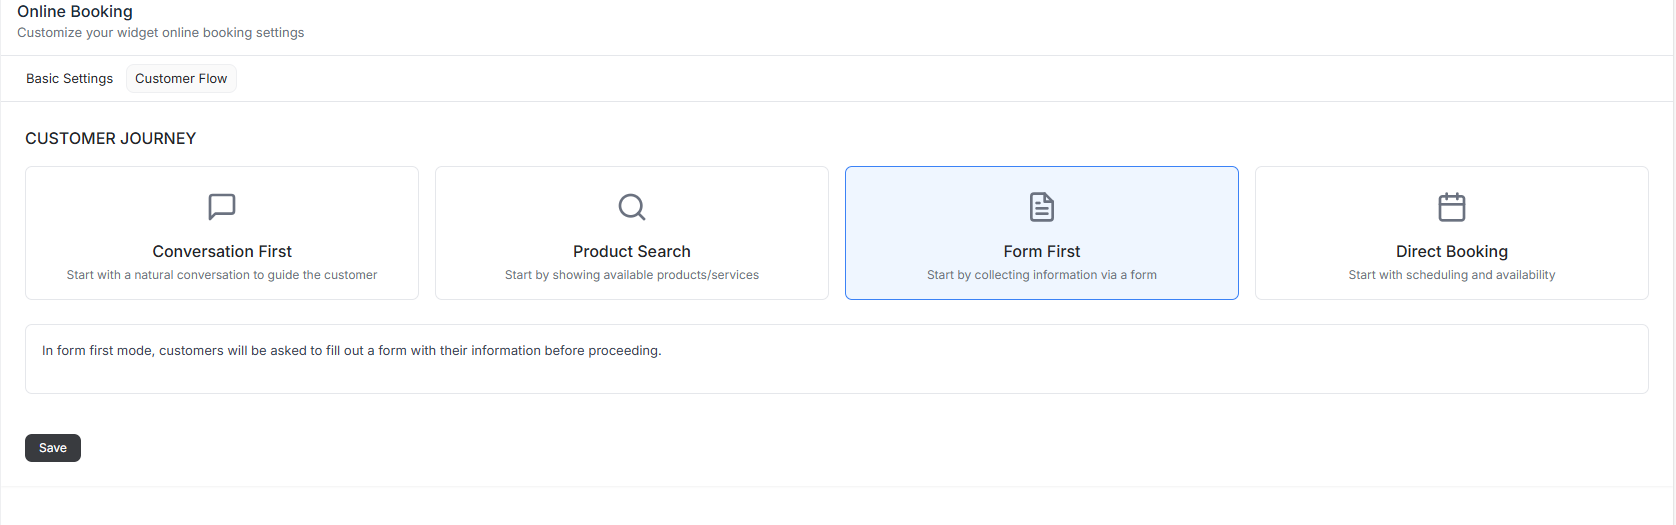 Online Booking
Customize your widget online booking settings
Basic Settings
Customer Flow
CUSTOMER JOURNEY
Conversation First
Start with a natural conversation to guide the customer
Product Search
Start by showing available products/services
Form First
Start by collecting information via a form
Direct Booking
Start with scheduling and availability
In form first mode, customers will be asked to fill out a form with their information before proceeding.
Save